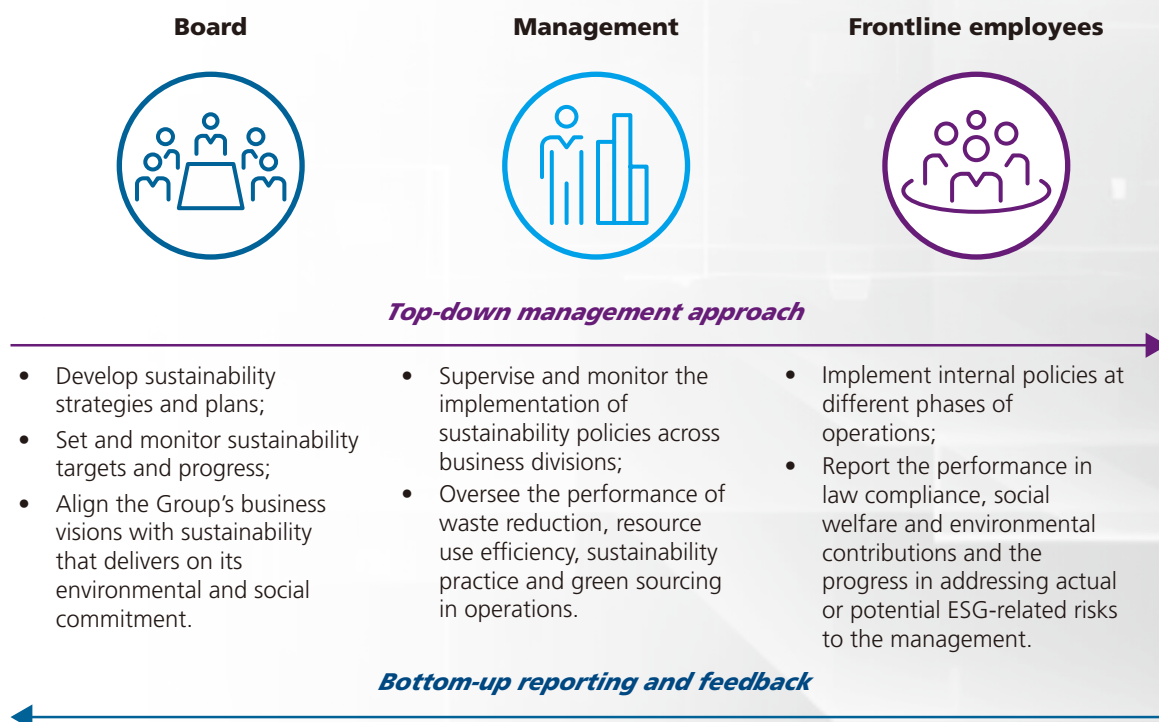 Board
Management
Frontline employees
Top-down management approach
• Develop sustainability
strategies and plans;
• Set and monitor sustainability
targets and progress;
• Align the Group’s business
visions with sustainability
that delivers on its
environmental and social
commitment.
• Supervise and monitor the
implementation of
sustainability policies across
business divisions;
• Oversee the performance of
waste reduction, resource
use efficiency, sustainability
practice and green sourcing
in operations.
• Implement internal policies at
different phases of
operations;
• Report the performance in
law compliance, social
welfare and environmental
contributions and the
progress in addressing actual
or potential ESG-related risks
to the management.
Bottom-up reporting and feedback